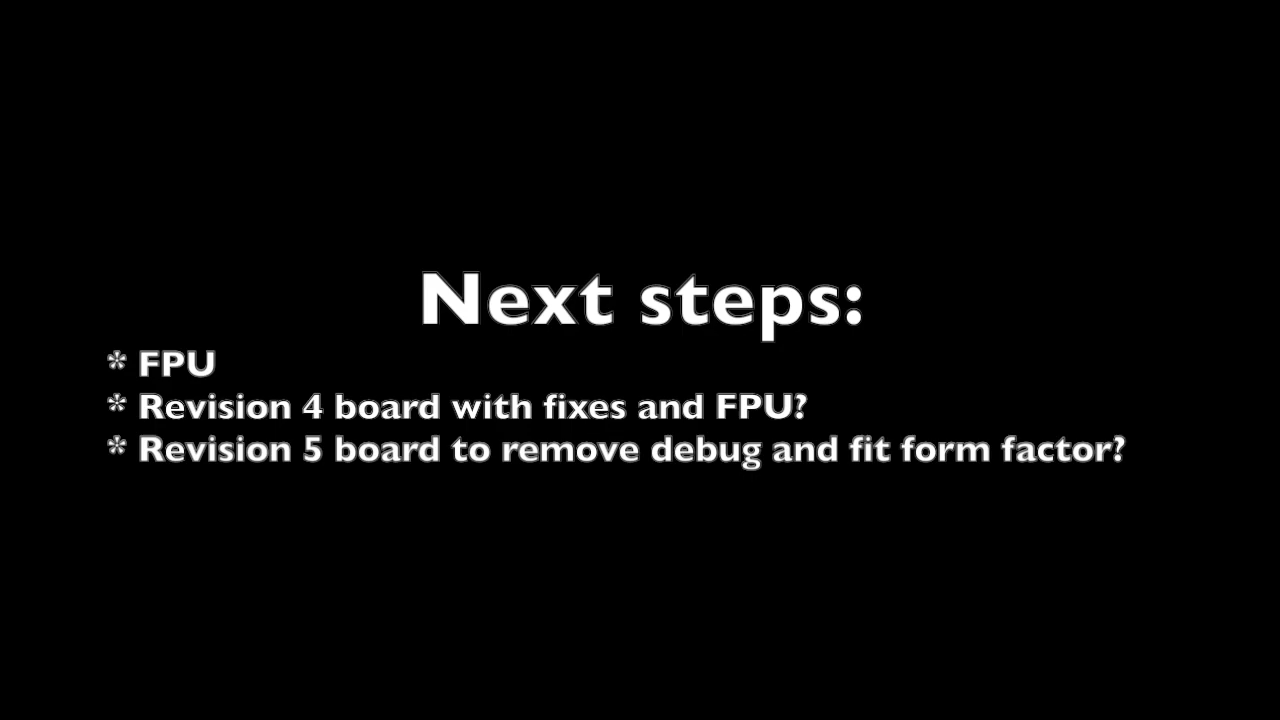 Next steps:
* FPU
* Revision 4 board with fixes and FPU?
* Revision 5 board to remove debug and fit form factor?